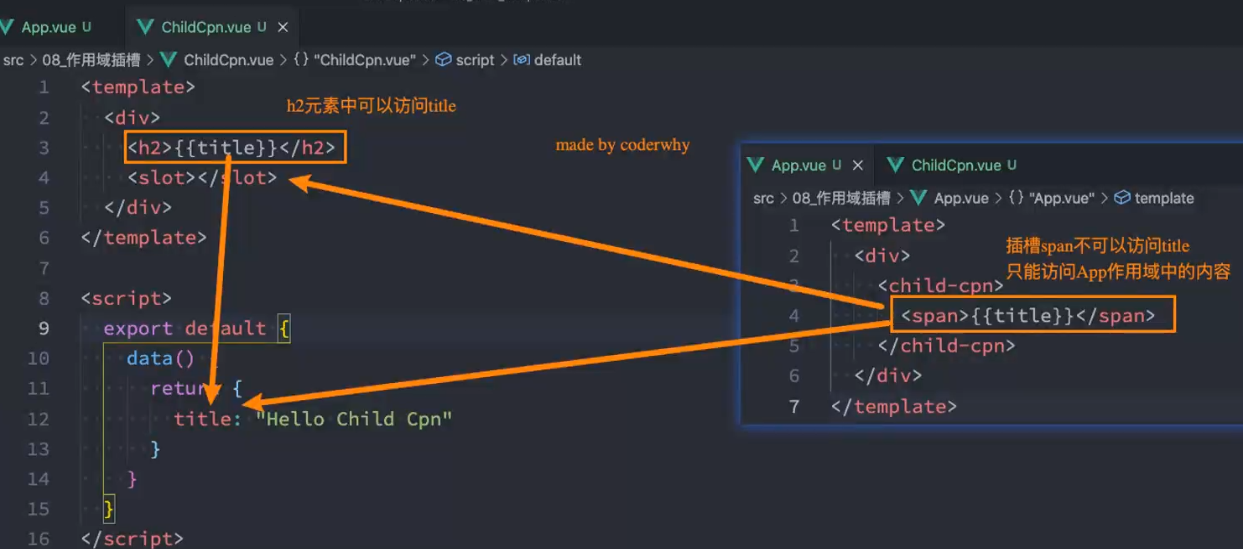 App.vue U ChildCpn.vue U ×
src > 08_作用域插槽 > ChildCpn.vue > {} "ChildCpn.vue" > script > default
1 <template>
h2元素中可以访问title
2 <div>
3 <h2>{{title}}</h2>
made by coderwhy
4 <slot></slot>
5 </div>
6 </template>
7
8 <script>
9 export default {
10 data() {
11 return {
12 title: "Hello Child Cpn"
13 }
14 }
15 }
16 </script>
App.vue U × ChildCpn.vue U
src > 08_作用域插槽 > App.vue > {} "App.vue" > template
1 <template>
插槽span不可以访问title
2 <div>
只能访问App作用域中的内容
3 <child-cpn>
4 <span>{{title}}</span>
5 </child-cpn>
6 </div>
7 </template>